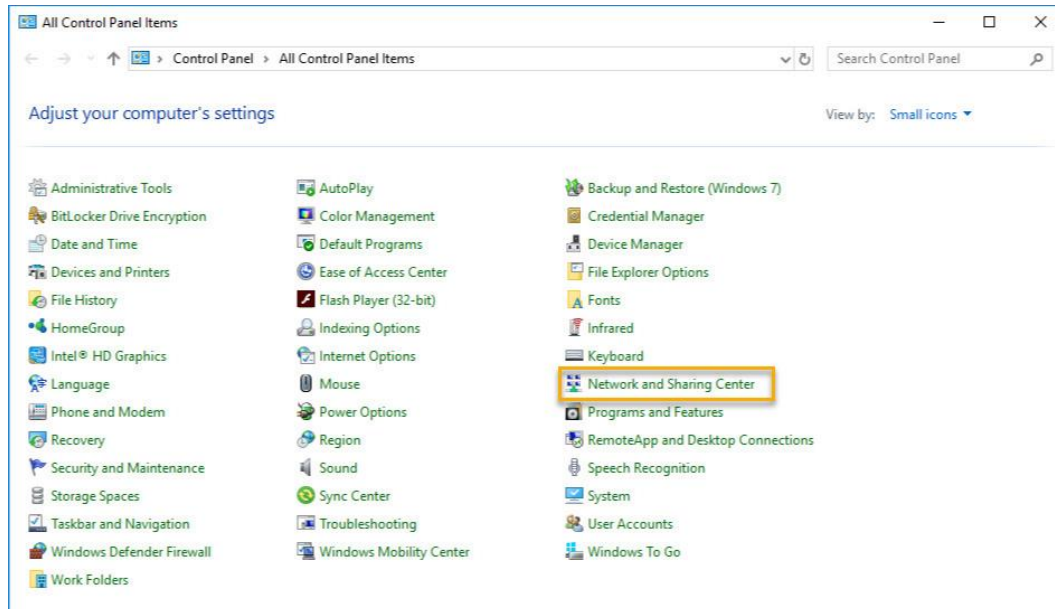 All Control Panel Items
Control Panel > All Control Panel Items
Search Control Panel
Adjust your computer's settings
View by: Small icons
Administrative Tools
AutoPlay
Backup and Restore (Windows 7)
BitLocker Drive Encryption
Color Management
Credential Manager
Date and Time
Default Programs
Device Manager
Devices and Printers
Ease of Access Center
File Explorer Options
File History
Flash Player (32-bit)
Fonts
HomeGroup
Indexing Options
Infrared
Intel® HD Graphics
Internet Options
Keyboard
Language
Mouse
Network and Sharing Center
Phone and Modem
Power Options
Programs and Features
Recovery
Region
RemoteApp and Desktop Connections
Security and Maintenance
Sound
Speech Recognition
Storage Spaces
Sync Center
System
Taskbar and Navigation
Troubleshooting
User Accounts
Windows Defender Firewall
Windows Mobility Center
Windows To Go
Work Folders